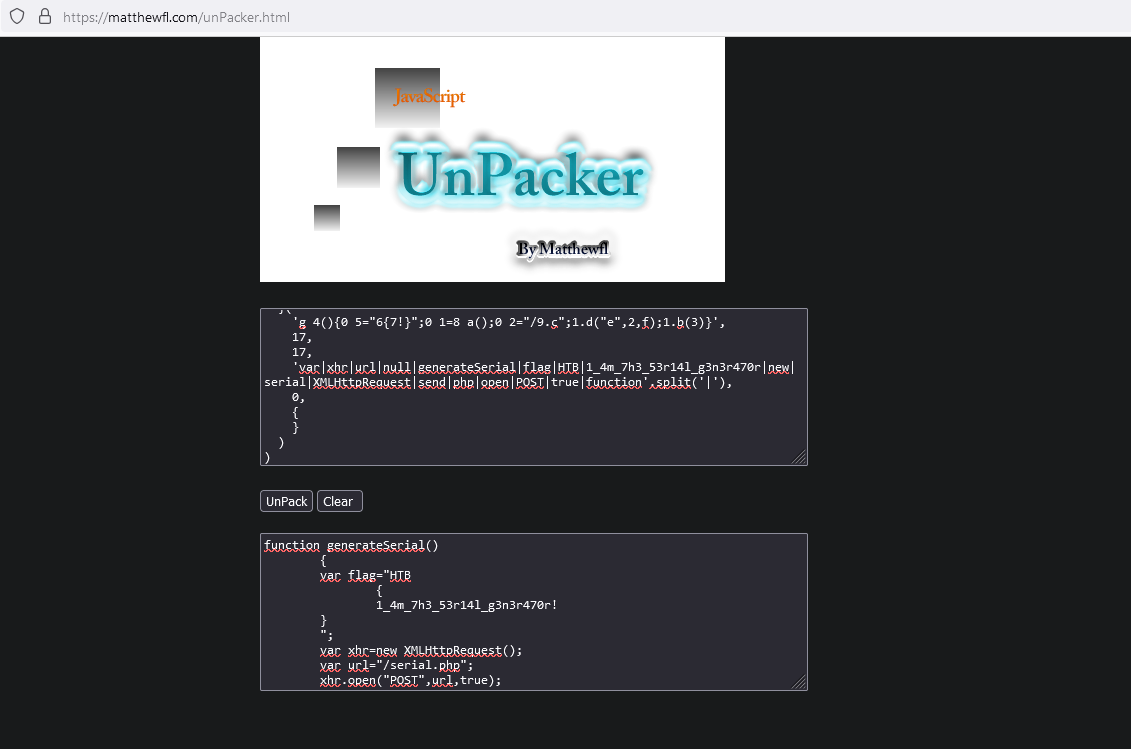 https://matthewfl.com/unPacker.html
JavaScript
UnPacker
By Matthewfl
'g 4(){0 5="6{7!}";0 1=8 a();0 2="/9.c";1.d("e",2,f);1.b(3)}',
17,
17,
'var|xhr|url|null|generateSerial|flag|HTB|1_4m_7h3_53r14l_g3n3r470r|new|
serial|XMLHttpRequest|send|php|open|POST|true|function'.split('|'),
0,
{
}
)
)
UnPack Clear
function generateSerial()
{
var flag="HTB
{
1_4m_7h3_53r14l_g3n3r470r!
}
";
var xhr=new XMLHttpRequest();
var url="/serial.php";
xhr.open("POST",url,true);